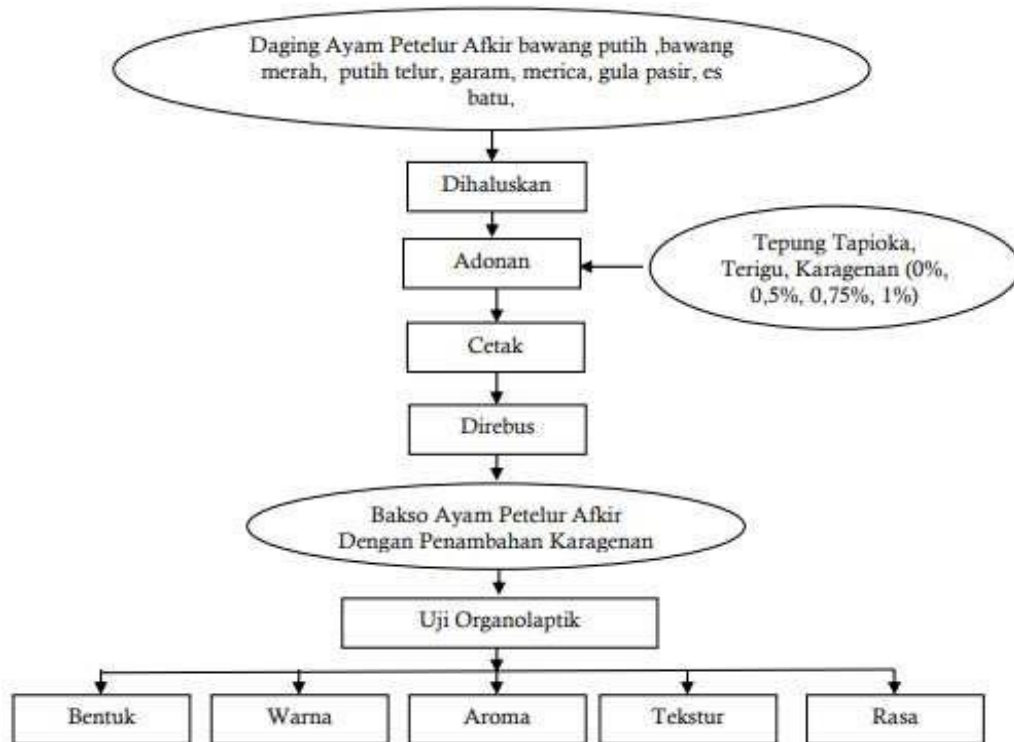 Daging Ayam Petelur Afkir bawang putih ,bawang
merah, putih telur, garam, merica, gula pasir, es
batu,
Dihaluskan
Adonan
Tepung Tapioka,
Terigu, Karagenan (0%,
0,5%, 0,75%, 1%)
Cetak
Direbus
Bakso Ayam Petelur Afkir
Dengan Penambahan Karagenan
Uji Organolaptik
Bentuk
Warna
Aroma
Tekstur
Rasa